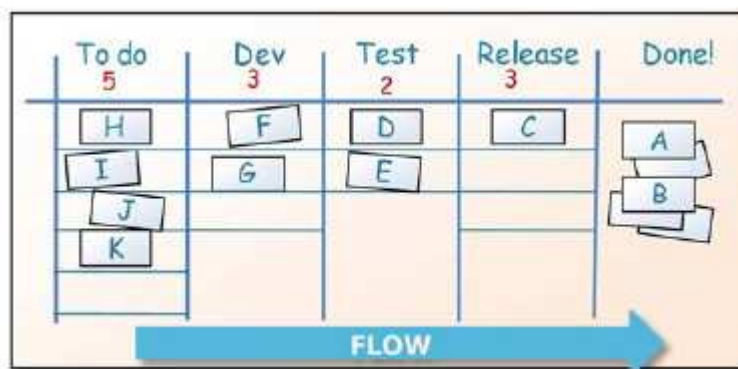 To do Dev Test Release Done!
5 3 2 3
H F D C A
I G E
J B
K
FLOW